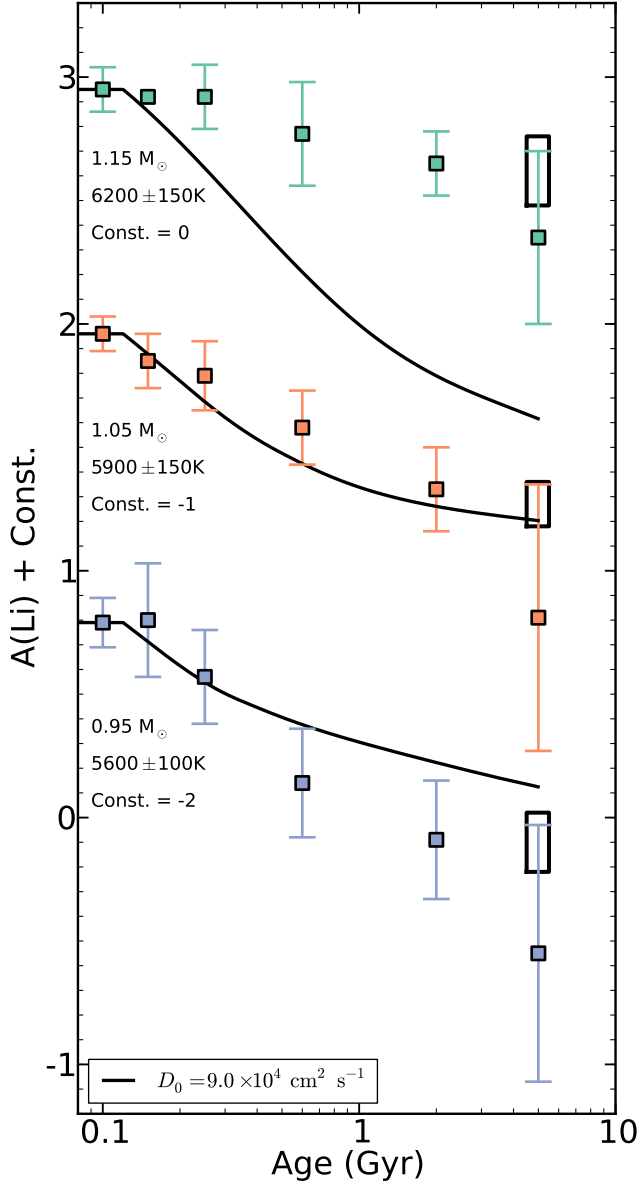 3
1.15 M☉
6200±150K
Const. = 0
2
1.05 M☉
5900±150K
Const. = -1
1
0.95 M☉
5600±100K
Const. = -2
0
-1
D₀ = 9.0×10⁴ cm² s⁻¹
0.1 1 10
Age (Gyr)
A(Li) + Const.